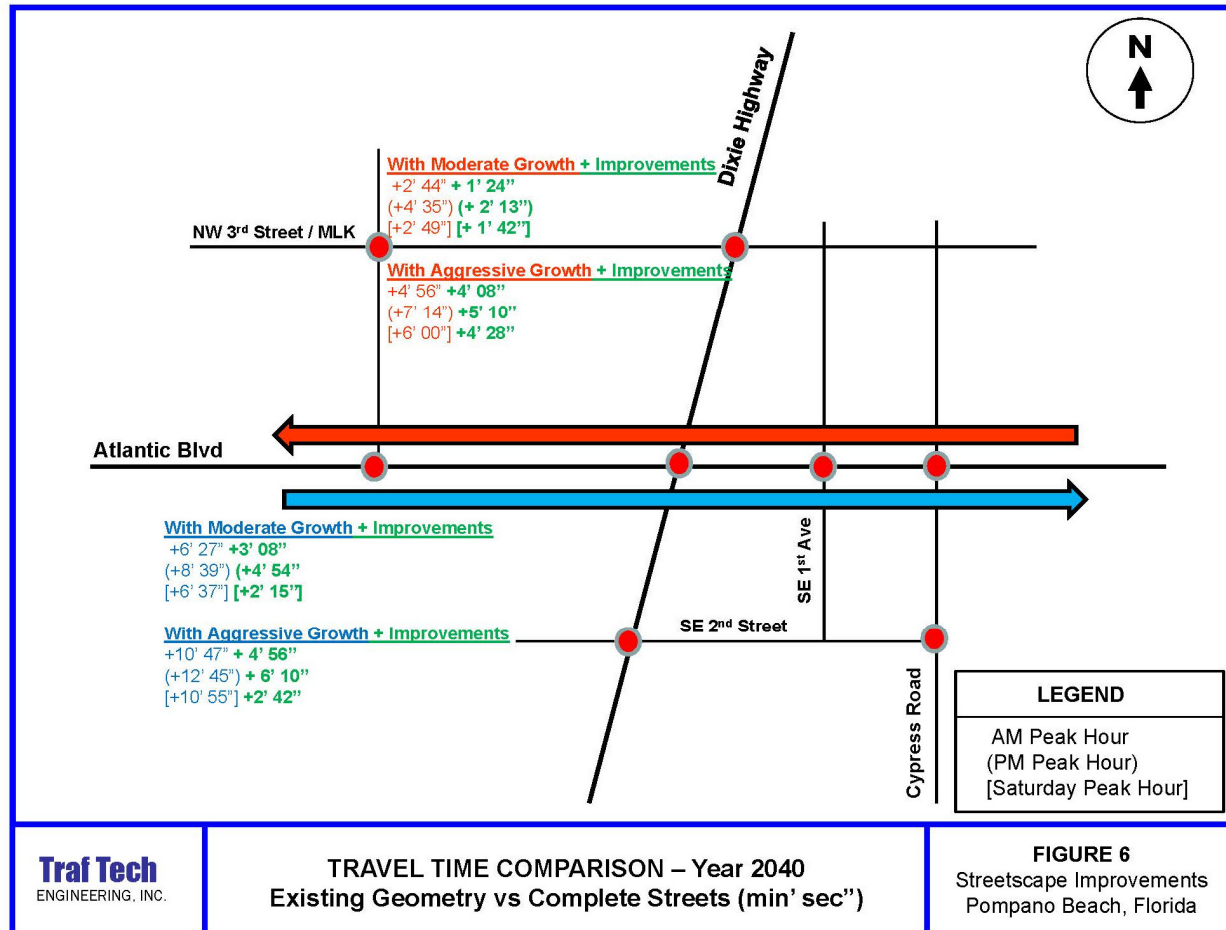 N
Dixie Highway
With Moderate Growth + Improvements
+2’ 44” + 1’ 24”
(+4’ 35”) (+ 2’ 13”)
[+2’ 49”] [+ 1’ 42”]
NW 3rd Street / MLK
With Aggressive Growth + Improvements
+4’ 56” +4’ 08”
(+7’ 14”) +5’ 10”
[+6’ 00”] +4’ 28”
Atlantic Blvd
With Moderate Growth + Improvements
+6’ 27” +3’ 08”
(+8’ 39”) (+4’ 54”
[+6’ 37”] [+2’ 15”]
SE 1st Ave
With Aggressive Growth + Improvements
+10’ 47” + 4’ 56”
(+12’ 45”) + 6’ 10”
[+10’ 55”] +2’ 42”
SE 2nd Street
Cypress Road
LEGEND
AM Peak Hour
(PM Peak Hour)
[Saturday Peak Hour]
Traf Tech
ENGINEERING, INC.
TRAVEL TIME COMPARISON – Year 2040
Existing Geometry vs Complete Streets (min’ sec”)
FIGURE 6
Streetscape Improvements
Pompano Beach, Florida